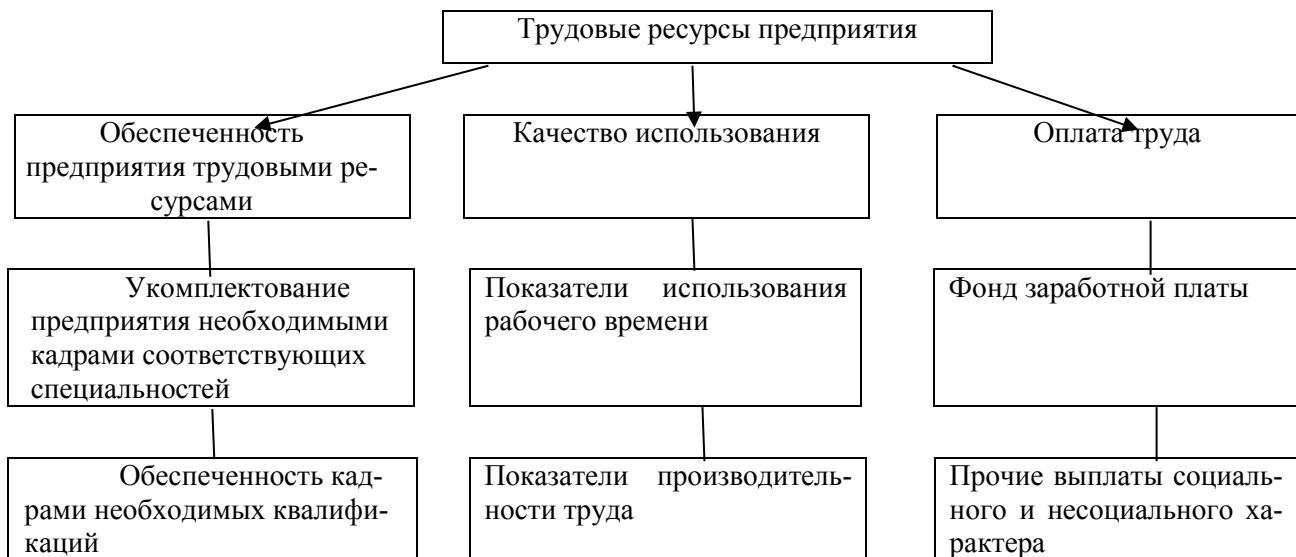 Трудовые ресурсы предприятия
Обеспеченность
предприятия трудовыми ре-
сурсами
Качество использования
Оплата труда
Укомплектование
предприятия необходимыми
кадрами соответствующих
специальностей
Показатели использования
рабочего времени
Фонд заработной платы
Обеспеченность кад-
рами необходимых квалифи-
каций
Показатели производитель-
ности труда
Прочие выплаты социаль-
ного и несоциального ха-
рактера